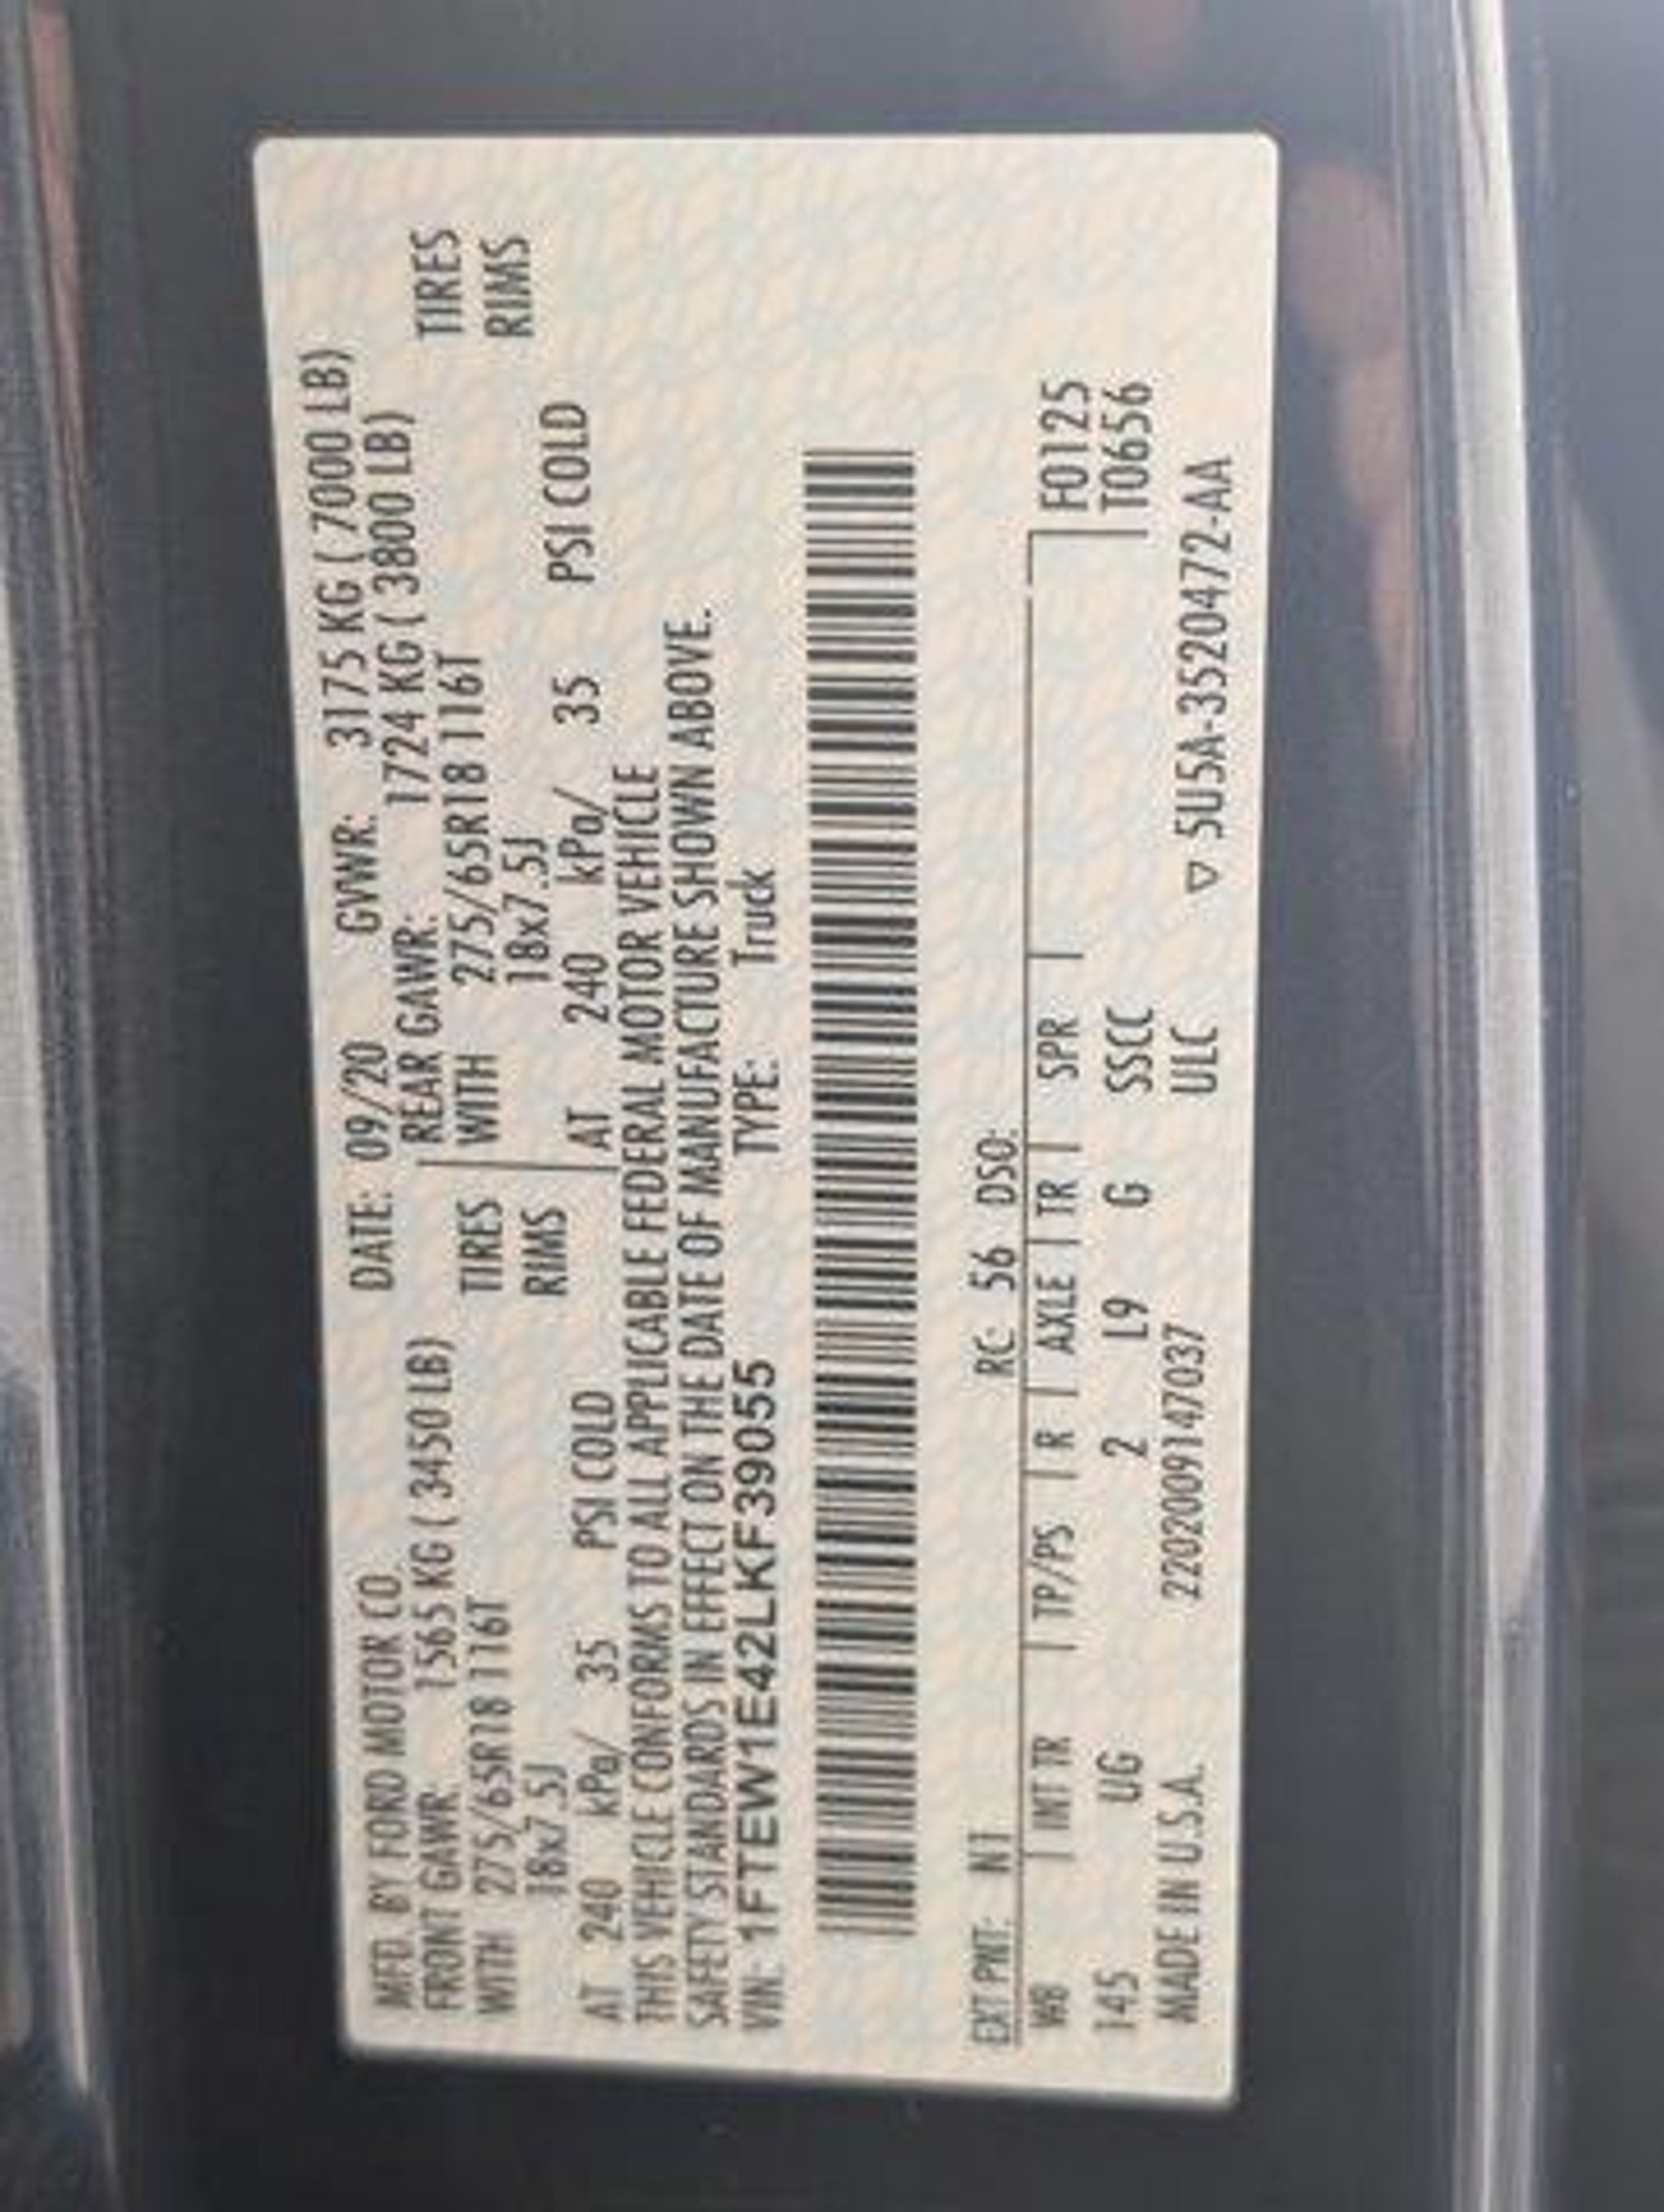 MFD. BY FORD MOTOR CO DATE: 09/20 GVWR: 3175 KG ( 7000 LB)
FRONT GAWR: 1565 KG ( 3450 LB) REAR GAWR: 1724 KG ( 3800 LB)
WITH 275/65R18 116T TIRES WITH 275/65R18 116T TIRES
18x7.5J RIMS 18x7.5J RIMS
AT 240 kPa/ 35 PSI COLD AT 240 kPa/ 35 PSI COLD
THIS VEHICLE CONFORMS TO ALL APPLICABLE FEDERAL MOTOR VEHICLE
SAFETY STANDARDS IN EFFECT ON THE DATE OF MANUFACTURE SHOWN ABOVE.
VIN: 1FTEW1E42LKF39055 TYPE: Truck
EXT PNT: N1 RC: 56 DSO:
WB | INT TR | TP/PS | R | AXLE | TR | SPR | F0125
145 UG 2 L9 G SSCC T0656
MADE IN U.S.A. 220200914703​7 ULC ▽ 5U5A-3520472-AA